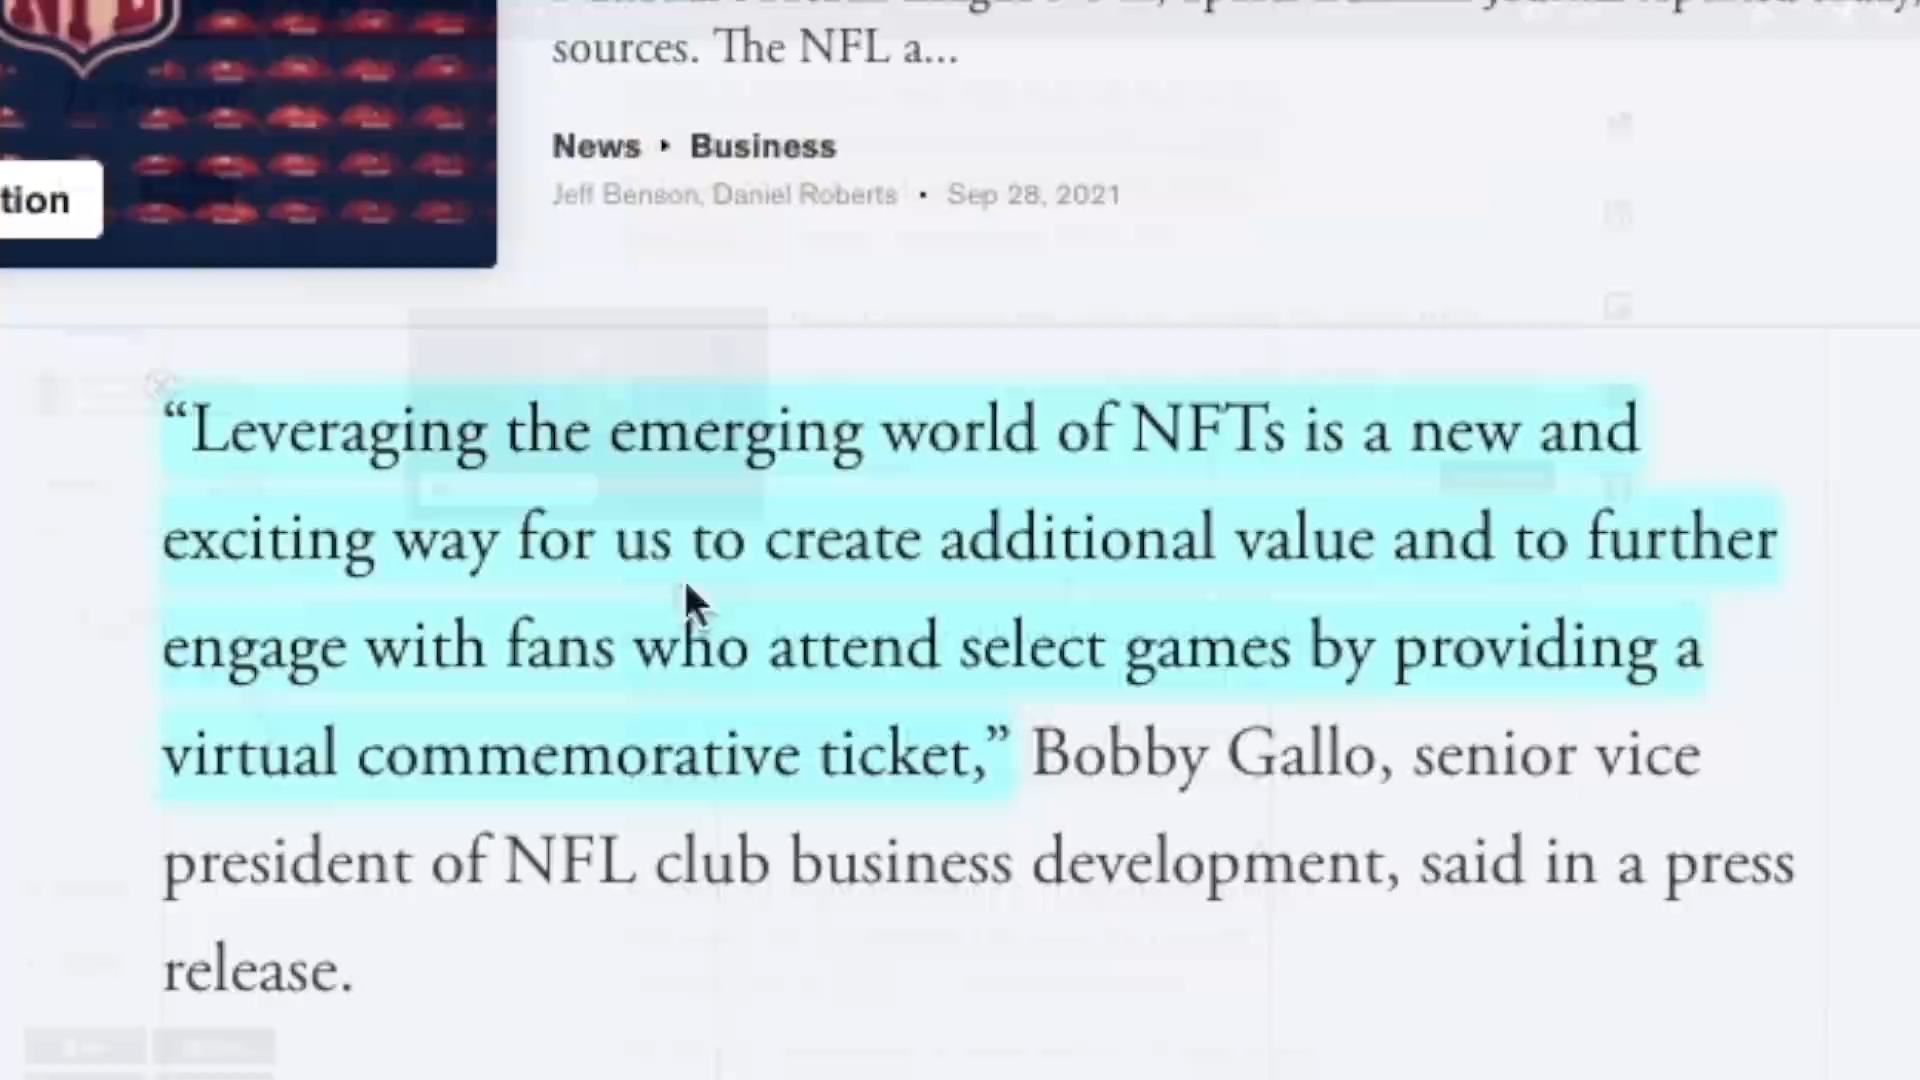 sources. The NFL a...
News ‣ Business
Jeff Benson, Daniel Roberts • Sep 28, 2021
tion
“Leveraging the emerging world of NFTs is a new and
exciting way for us to create additional value and to further
engage with fans who attend select games by providing a
virtual commemorative ticket,” Bobby Gallo, senior vice
president of NFL club business development, said in a press
release.